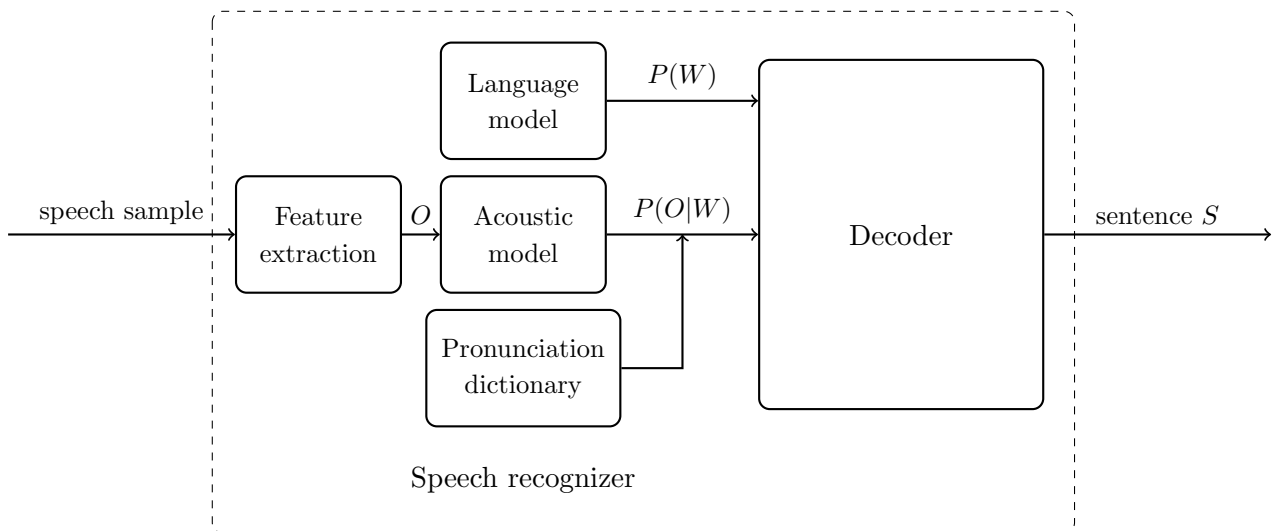 Language
model
P(W)
speech sample
Feature
extraction
O
Acoustic
model
P(O|W)
Decoder
sentence S
Pronunciation
dictionary
Speech recognizer